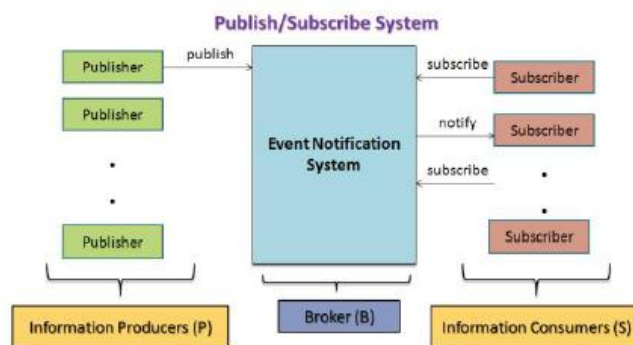 Publish/Subscribe System
Publisher
publish
subscribe
Subscriber
Publisher
notify
Subscriber
Event Notification
System
subscribe
Publisher
Subscriber
Information Producers (P)
Broker (B)
Information Consumers (S)